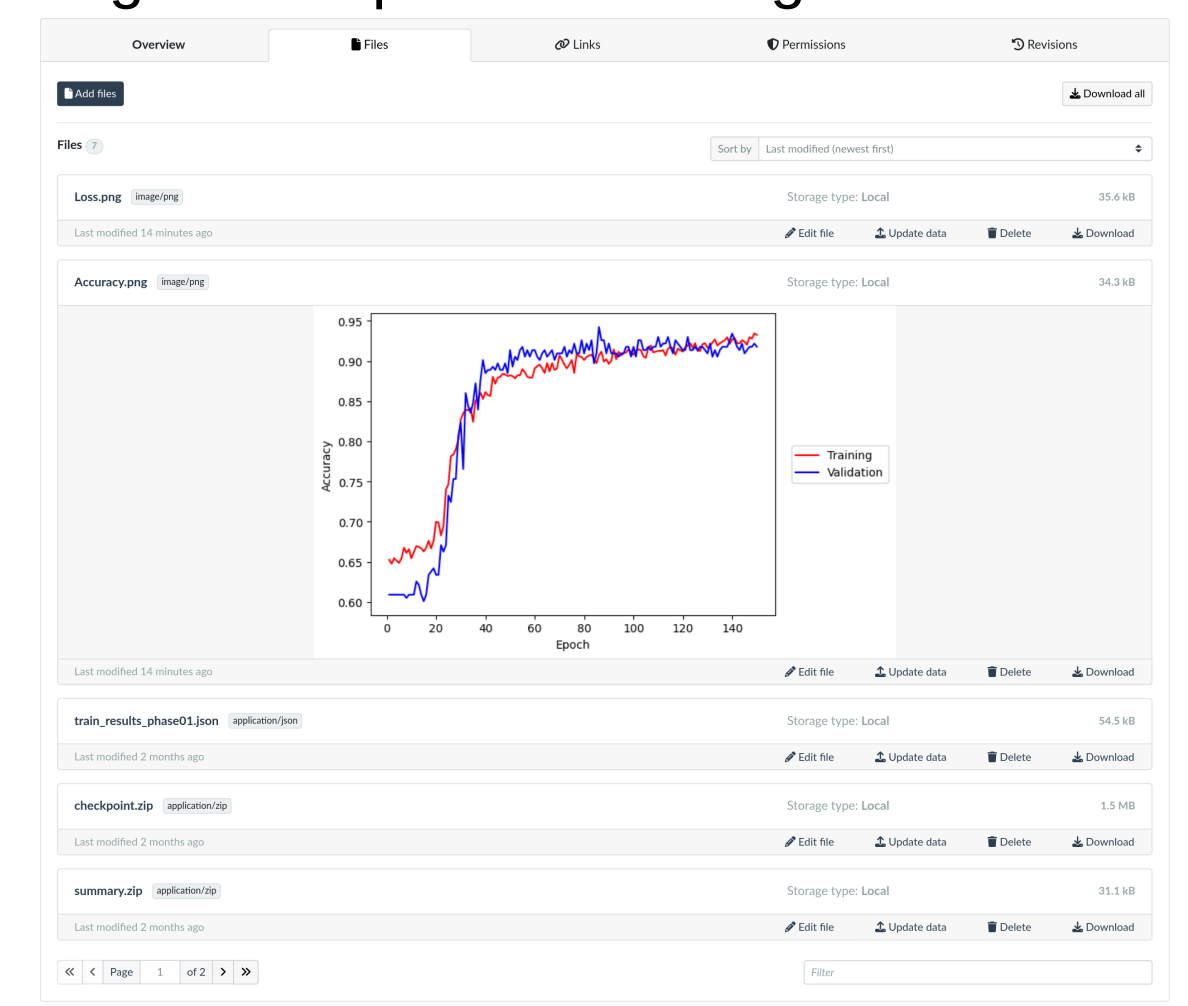 Overview Files Links Permissions Revisions
Add files Download all
Files 7 Sort by Last modified (newest first)
Loss.png image/png Storage type: Local 35.6 kB
Last modified 14 minutes ago Edit file Update data Delete Download
Accuracy.png image/png Storage type: Local 34.3 kB
0.95
0.90
0.85
0.80
0.75
0.70
0.65
0.60
Accuracy
Training
Validation
0 20 40 60 80 100 120 140
Epoch
Last modified 14 minutes ago Edit file Update data Delete Download
train_results_phase01.json application/json Storage type: Local 54.5 kB
Last modified 2 months ago Edit file Update data Delete Download
checkpoint.zip application/zip Storage type: Local 1.5 MB
Last modified 2 months ago Edit file Update data Delete Download
summary.zip application/zip Storage type: Local 31.1 kB
Last modified 2 months ago Edit file Update data Delete Download
« ‹ Page 1 of 2 › » Filter